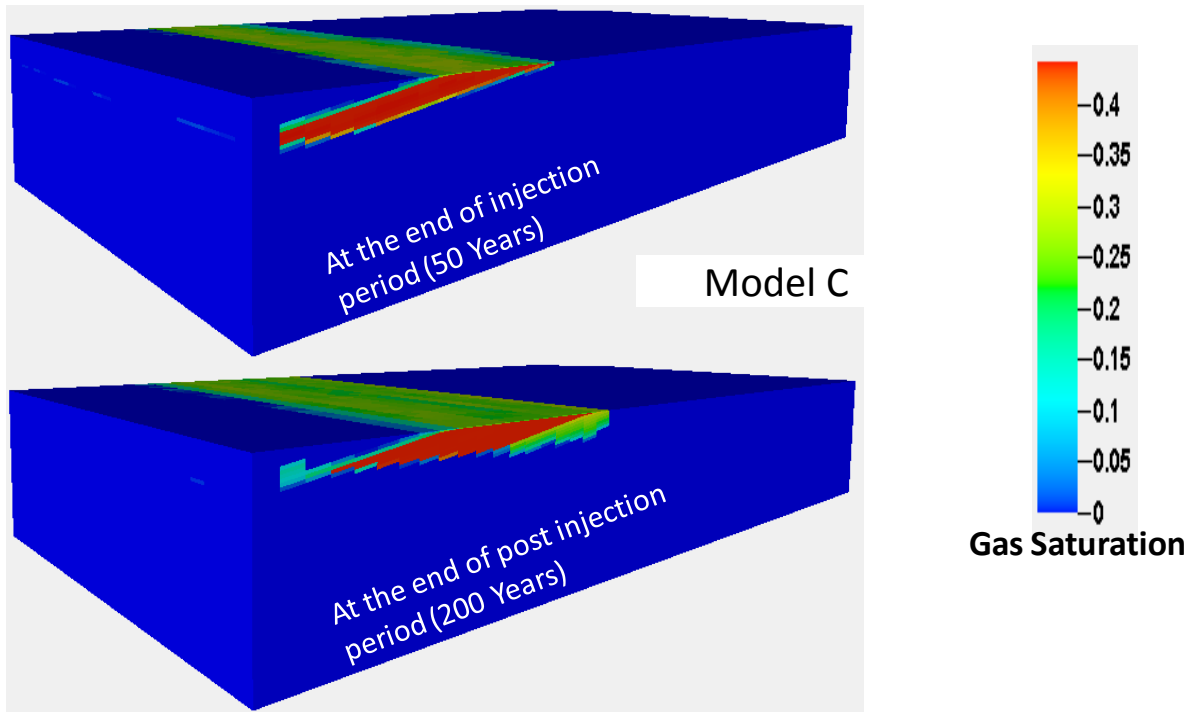 At the end of injection
period (50 Years)
Model C
At the end of post injection
period (200 Years)
0.4
0.35
0.3
0.25
0.2
0.15
0.1
0.05
0
Gas Saturation